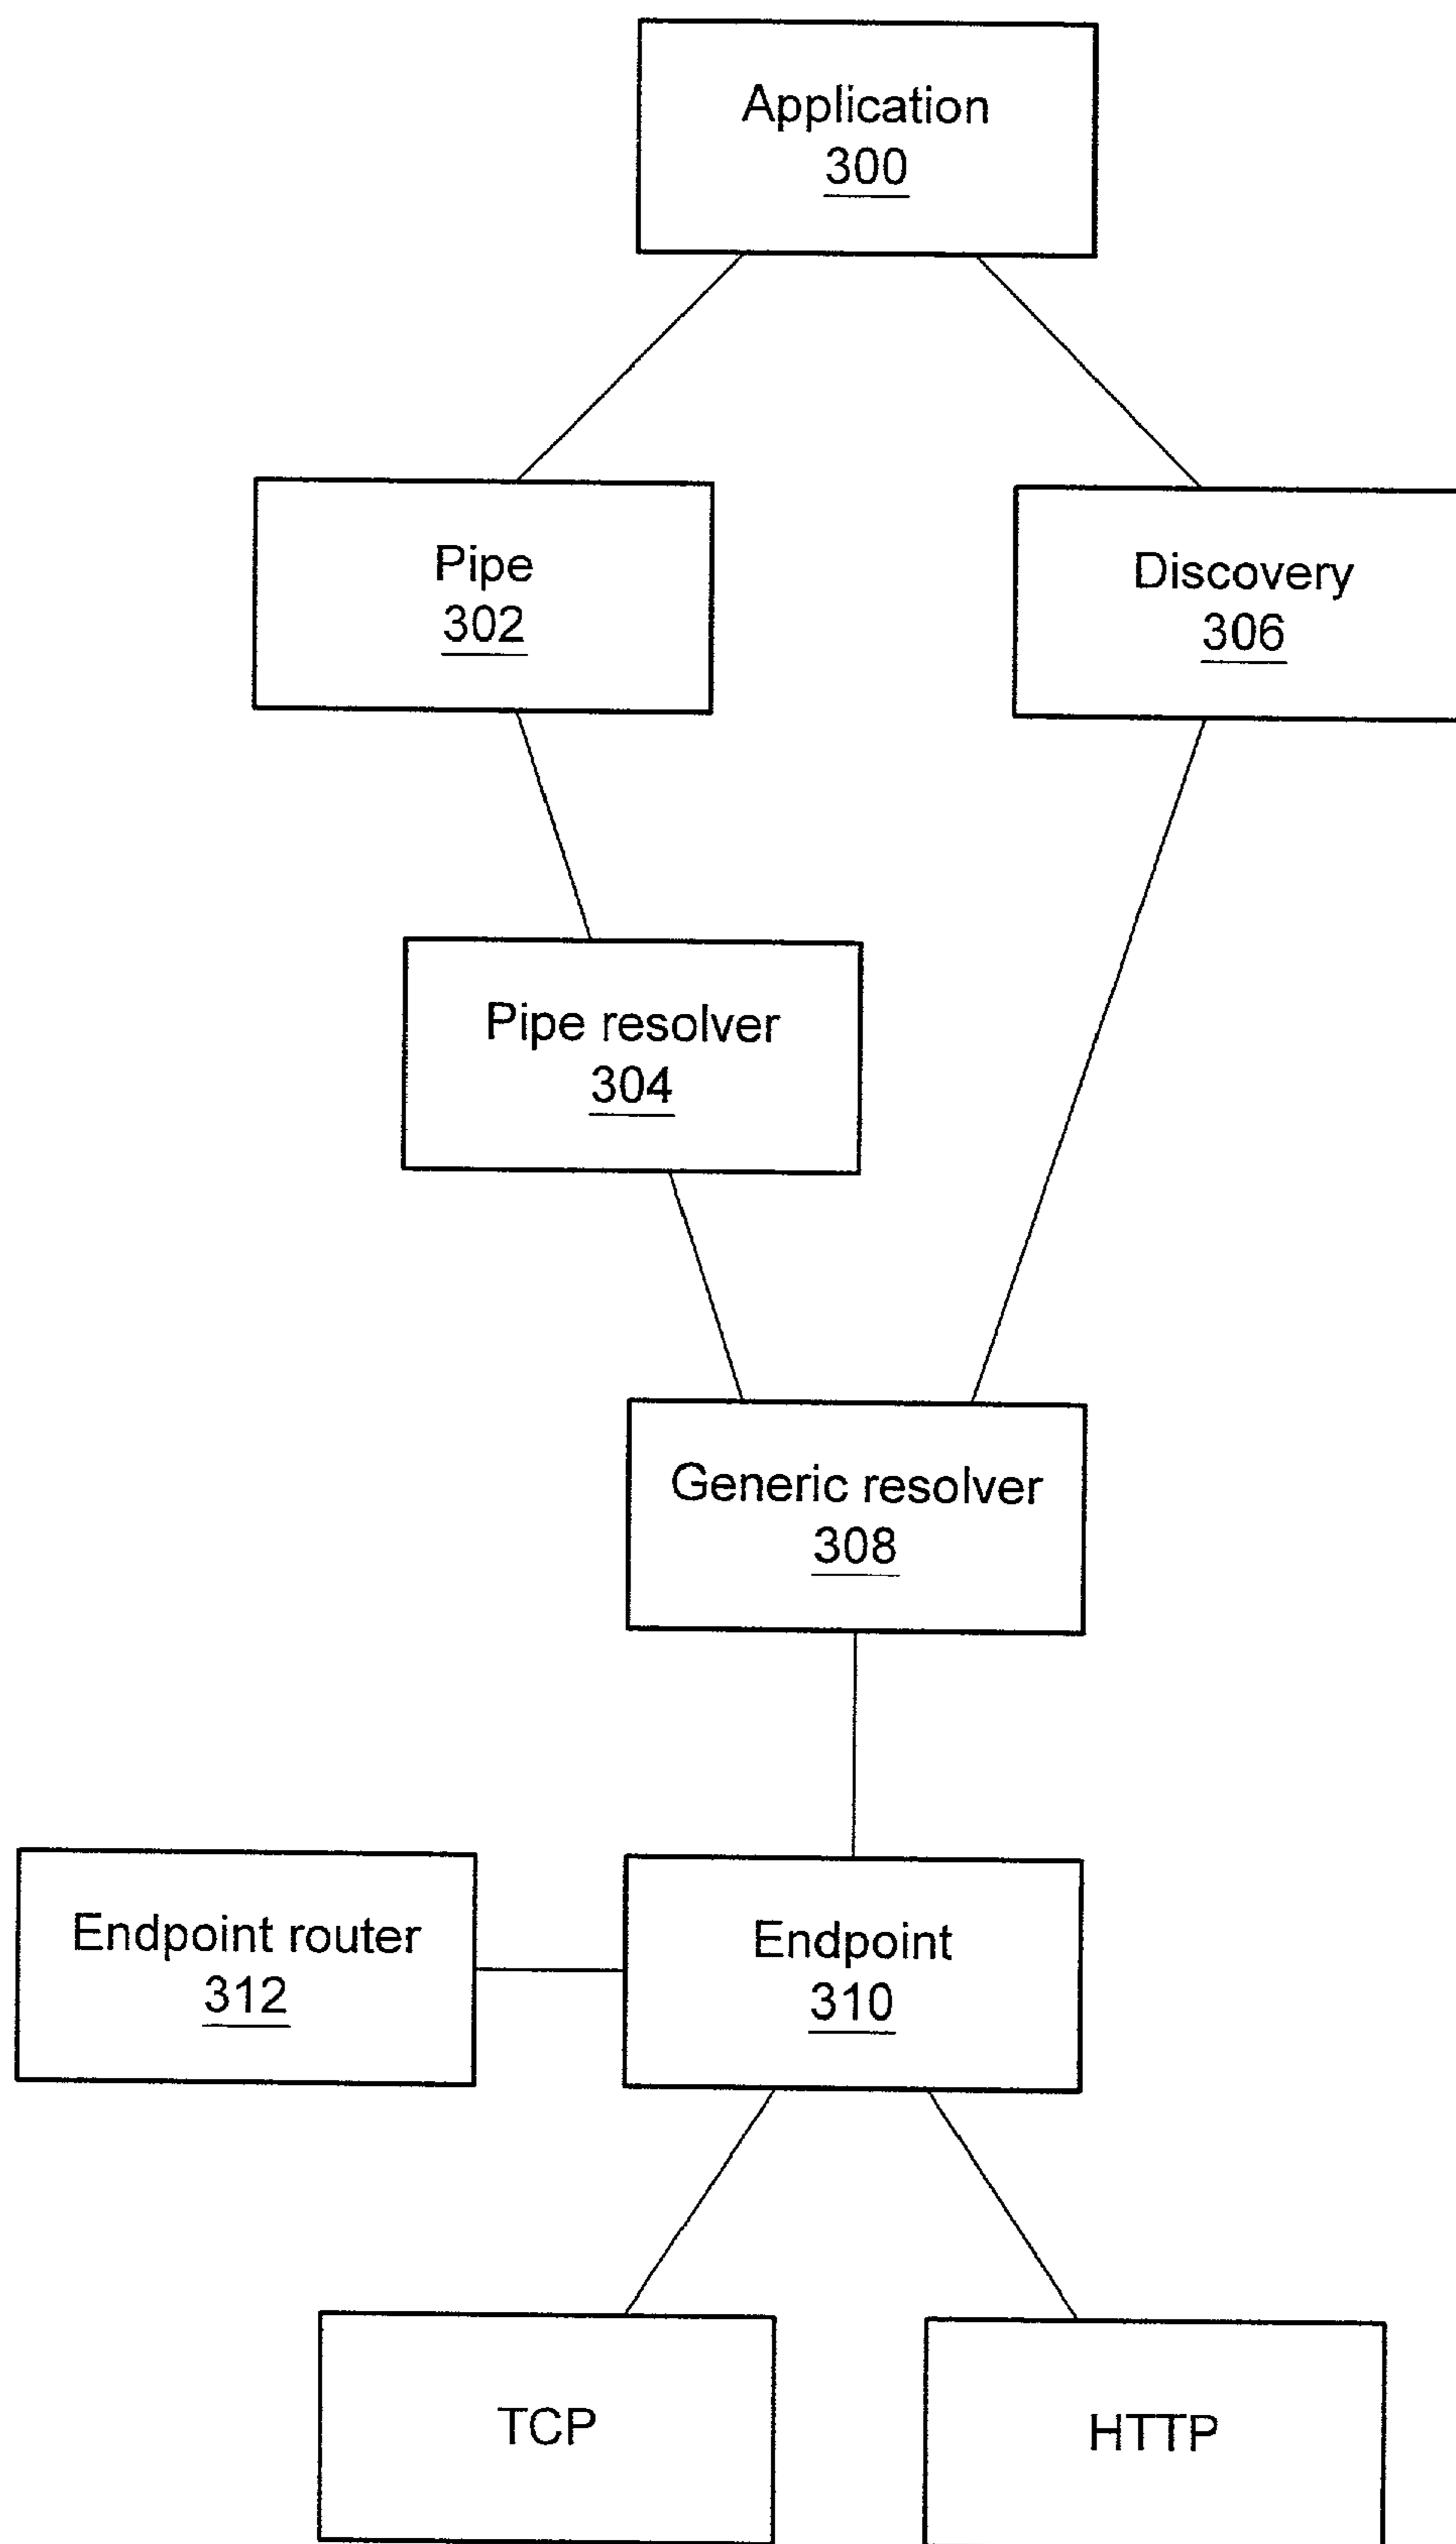 Application
300
Pipe
302
Discovery
306
Pipe resolver
304
Generic resolver
308
Endpoint router
312
Endpoint
310
TCP
HTTP